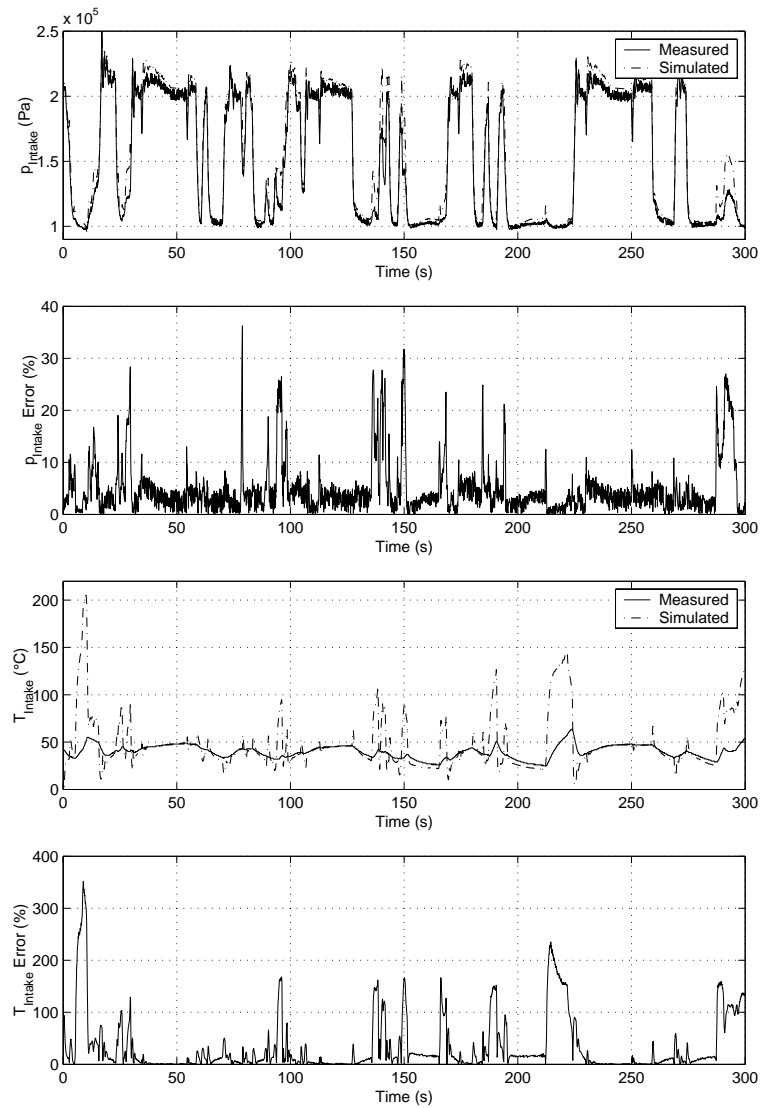 x 10^5
2.5
2
1.5
1
p_Intake (Pa)
Measured
Simulated
0 50 100 150 200 250 300
Time (s)
40
30
20
10
0
p_Intake Error (%)
0 50 100 150 200 250 300
Time (s)
200
150
100
50
0
T_Intake (°C)
Measured
Simulated
0 50 100 150 200 250 300
Time (s)
400
300
200
100
0
T_Intake Error (%)
0 50 100 150 200 250 300
Time (s)